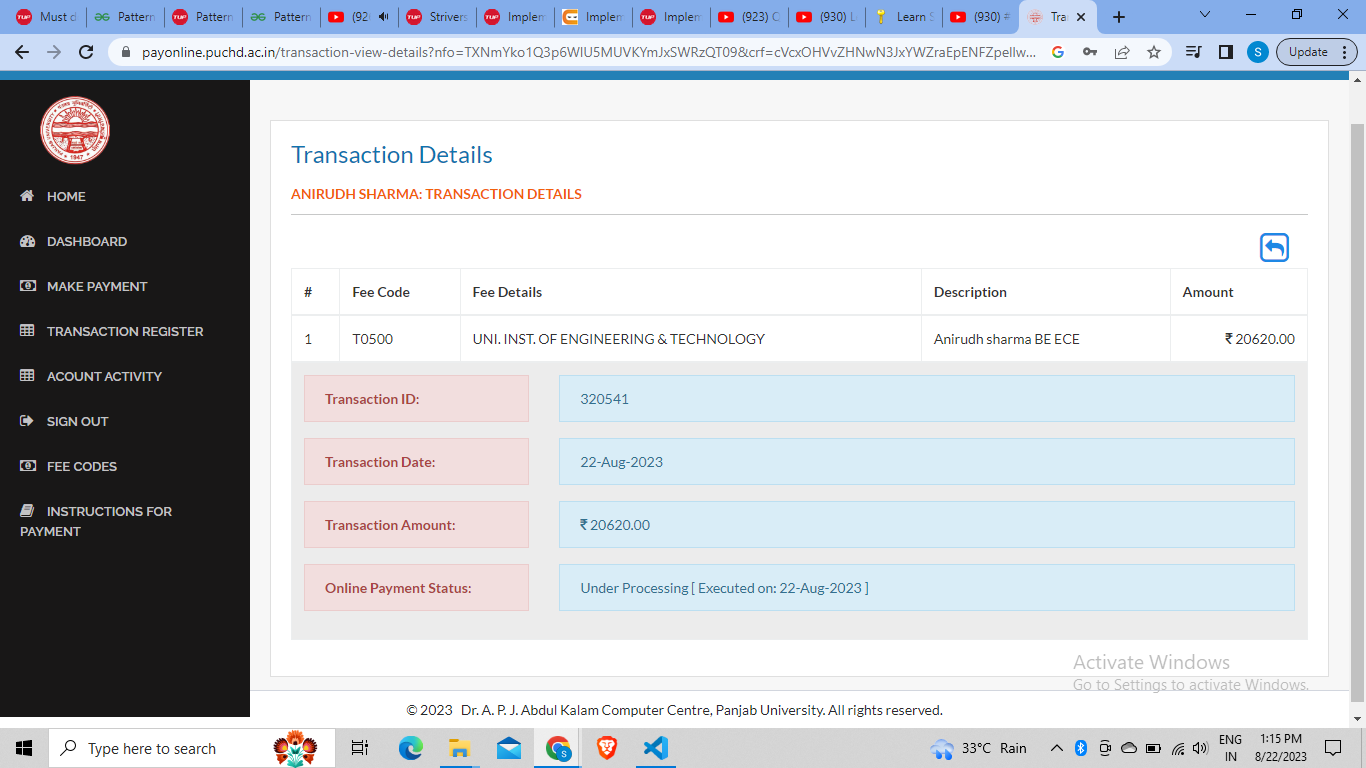 Must d
Pattern
Pattern
Pattern
(92
Strivers
Implem
Implem
Implem
(923) Q
(930) L
Learn S
(930) #
Tra
payonline.puchd.ac.in/transaction-view-details?nfo=TXNmYko1Q3p6WlU5MUVKYmJxSWRzQT09&crf=cVcxOHVvZHNwN3JxYWZraEpENFZpellw...
S
Update
1947
HOME
DASHBOARD
MAKE PAYMENT
TRANSACTION REGISTER
ACOUNT ACTIVITY
SIGN OUT
FEE CODES
INSTRUCTIONS FOR
PAYMENT
Transaction Details
ANIRUDH SHARMA: TRANSACTION DETAILS
# Fee Code Fee Details Description Amount
1 T0500 UNI. INST. OF ENGINEERING & TECHNOLOGY Anirudh sharma BE ECE ₹ 20620.00
Transaction ID: 320541
Transaction Date: 22-Aug-2023
Transaction Amount: ₹ 20620.00
Online Payment Status: Under Processing [ Executed on: 22-Aug-2023 ]
Activate Windows
Go to Settings to activate Windows.
© 2023 Dr. A. P. J. Abdul Kalam Computer Centre, Panjab University. All rights reserved.
Type here to search
33°C Rain
ENG
IN
1:15 PM
8/22/2023